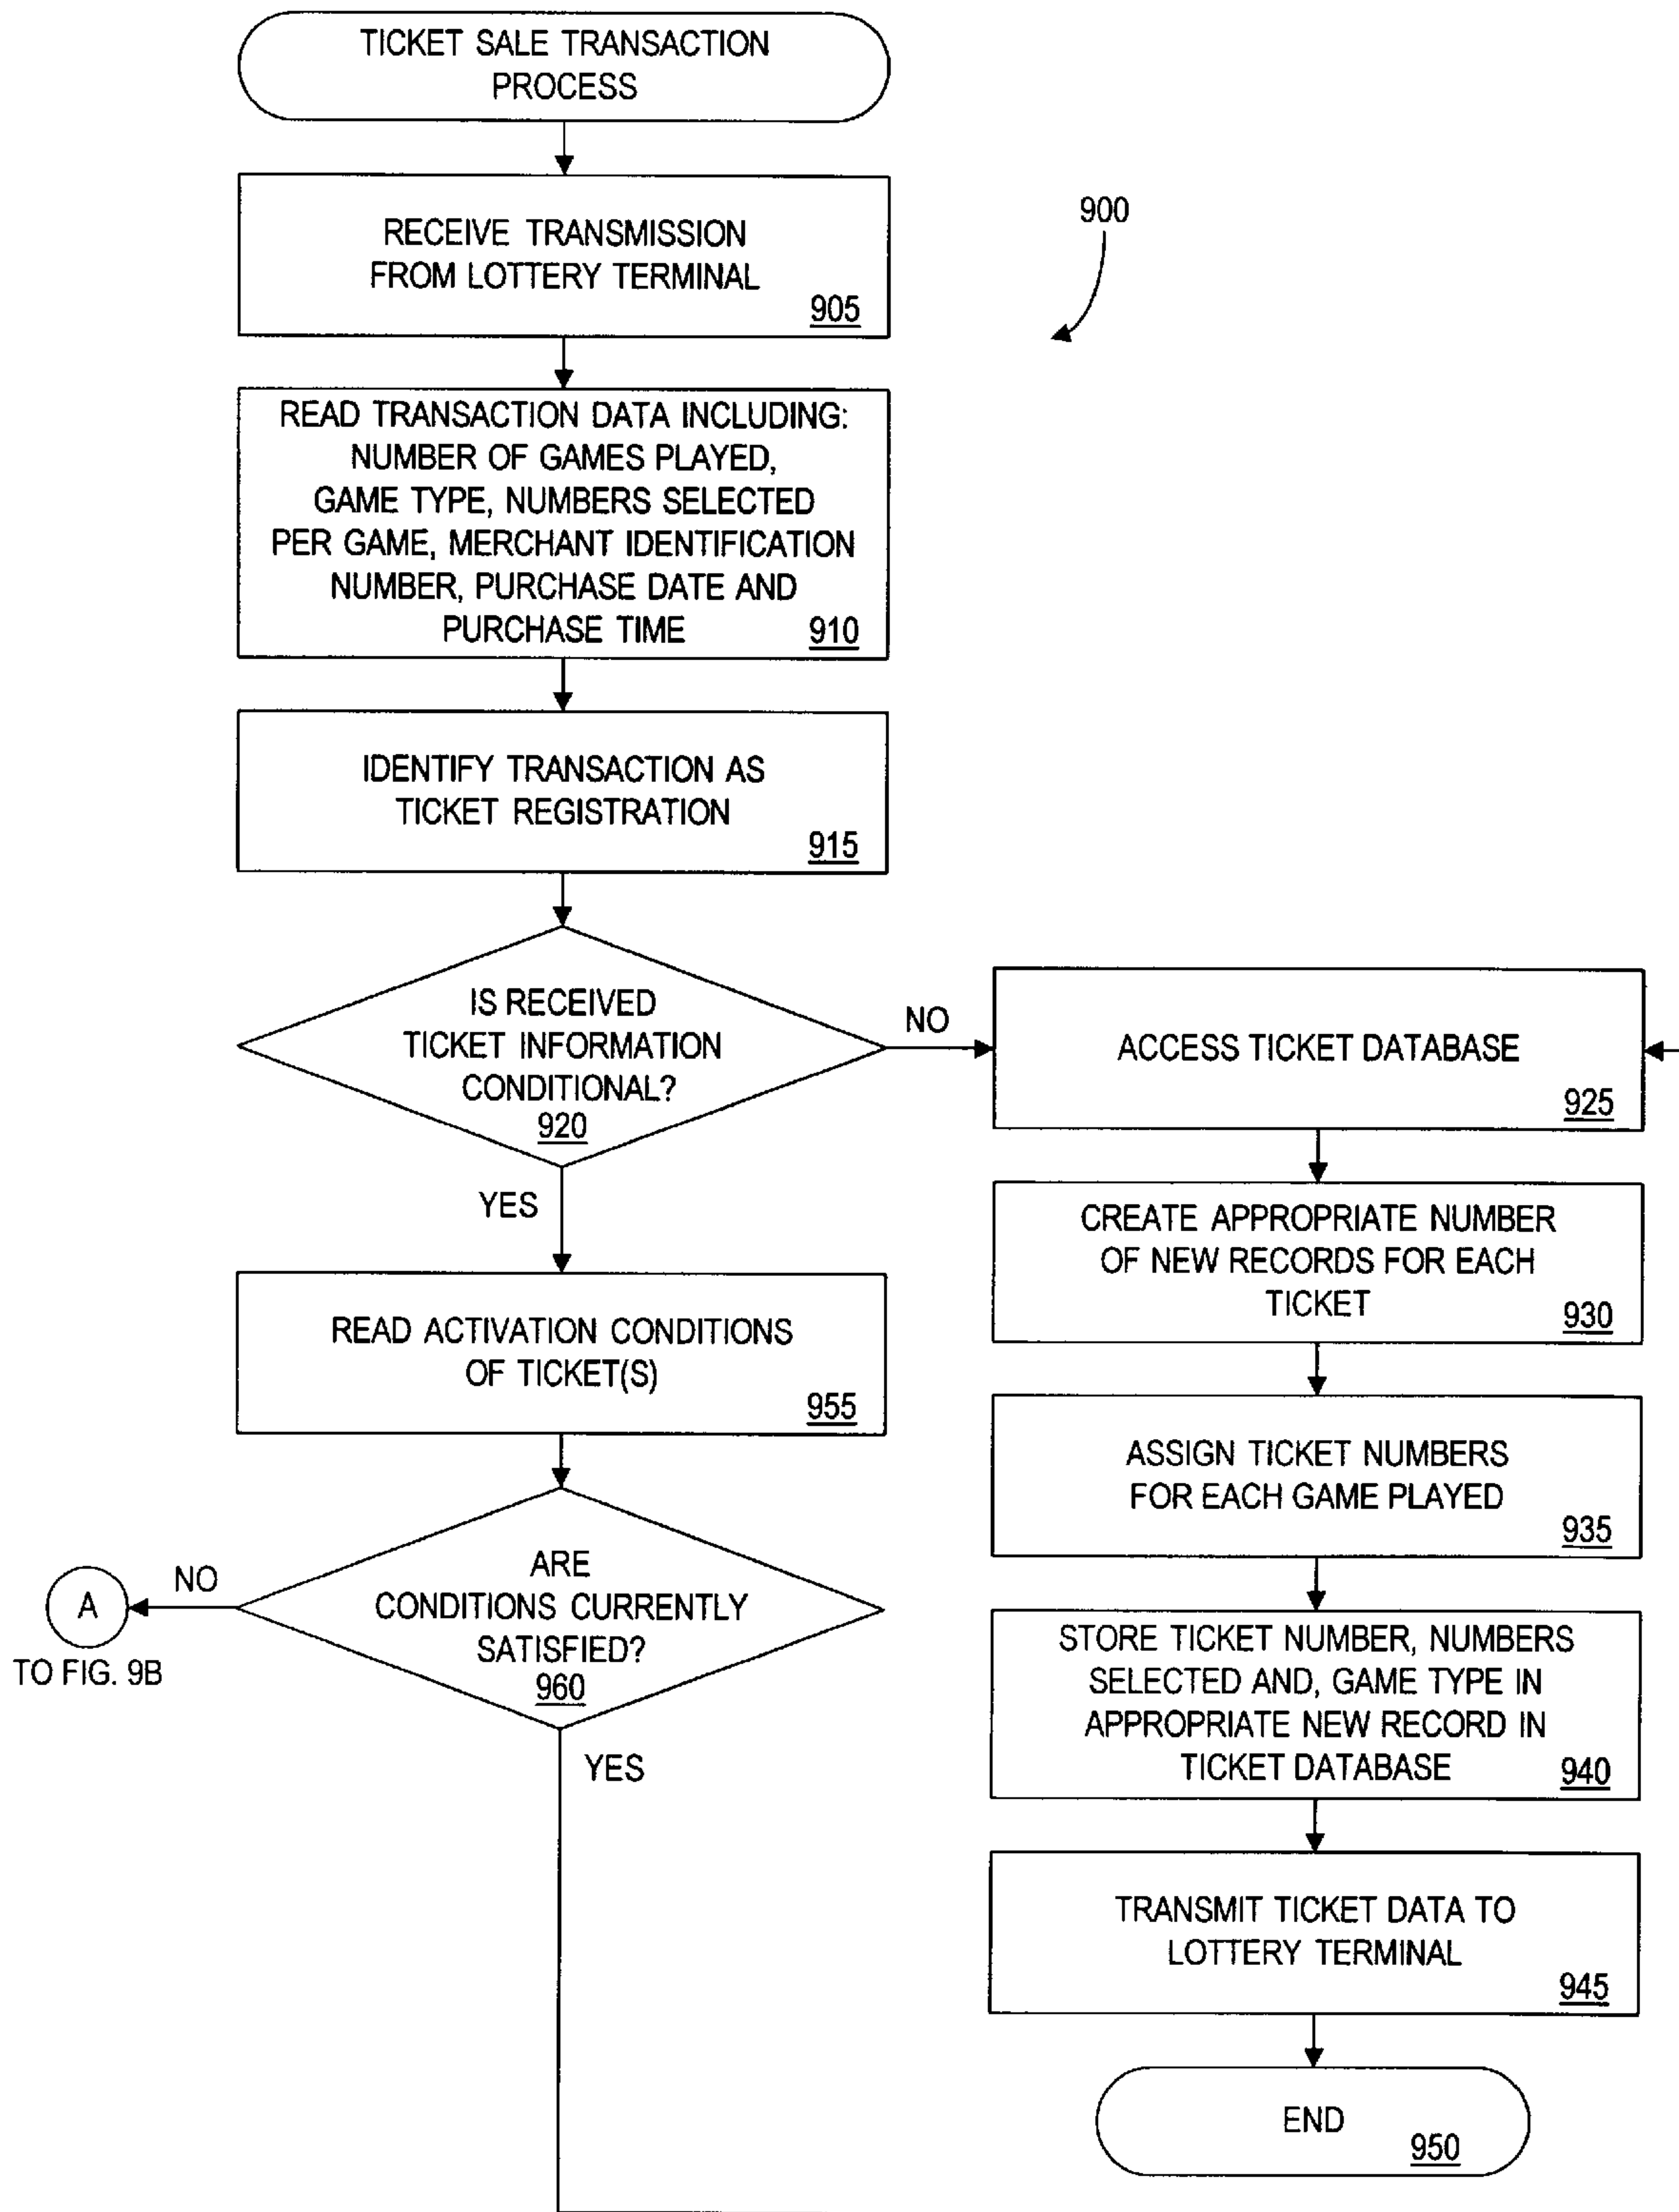 TICKET SALE TRANSACTION
PROCESS
RECEIVE TRANSMISSION
FROM LOTTERY TERMINAL
905
900
READ TRANSACTION DATA INCLUDING:
NUMBER OF GAMES PLAYED,
GAME TYPE, NUMBERS SELECTED
PER GAME, MERCHANT IDENTIFICATION
NUMBER, PURCHASE DATE AND
PURCHASE TIME 910
IDENTIFY TRANSACTION AS
TICKET REGISTRATION
915
IS RECEIVED
TICKET INFORMATION
CONDITIONAL?
920
NO
YES
READ ACTIVATION CONDITIONS
OF TICKET(S)
955
ARE
CONDITIONS CURRENTLY
SATISFIED?
960
NO
A
TO FIG. 9B
YES
ACCESS TICKET DATABASE
925
CREATE APPROPRIATE NUMBER
OF NEW RECORDS FOR EACH
TICKET 930
ASSIGN TICKET NUMBERS
FOR EACH GAME PLAYED
935
STORE TICKET NUMBER, NUMBERS
SELECTED AND, GAME TYPE IN
APPROPRIATE NEW RECORD IN
TICKET DATABASE 940
TRANSMIT TICKET DATA TO
LOTTERY TERMINAL
945
END
950